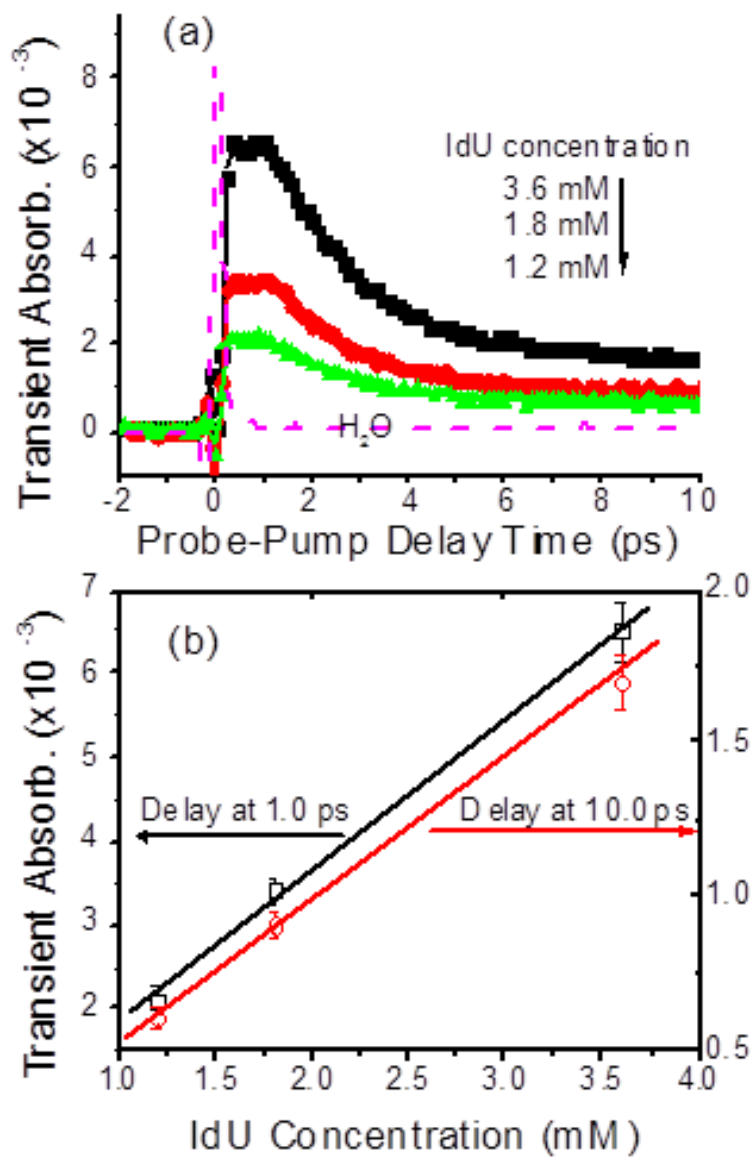 (a)
Transient Absorb. (x10 -3)
8
6
4
2
0
IdU concentration
3.6 mM
1.8 mM
1.2 mM
H2O
-2 0 2 4 6 8 10
Probe-Pump Delay Time (ps)
(b)
Transient Absorb. (x10 -3)
7
6
5
4
3
2
2.0
1.5
1.0
0.5
Delay at 1.0 ps
Delay at 10.0 ps
1.0 1.5 2.0 2.5 3.0 3.5 4.0
IdU Concentration (mM)